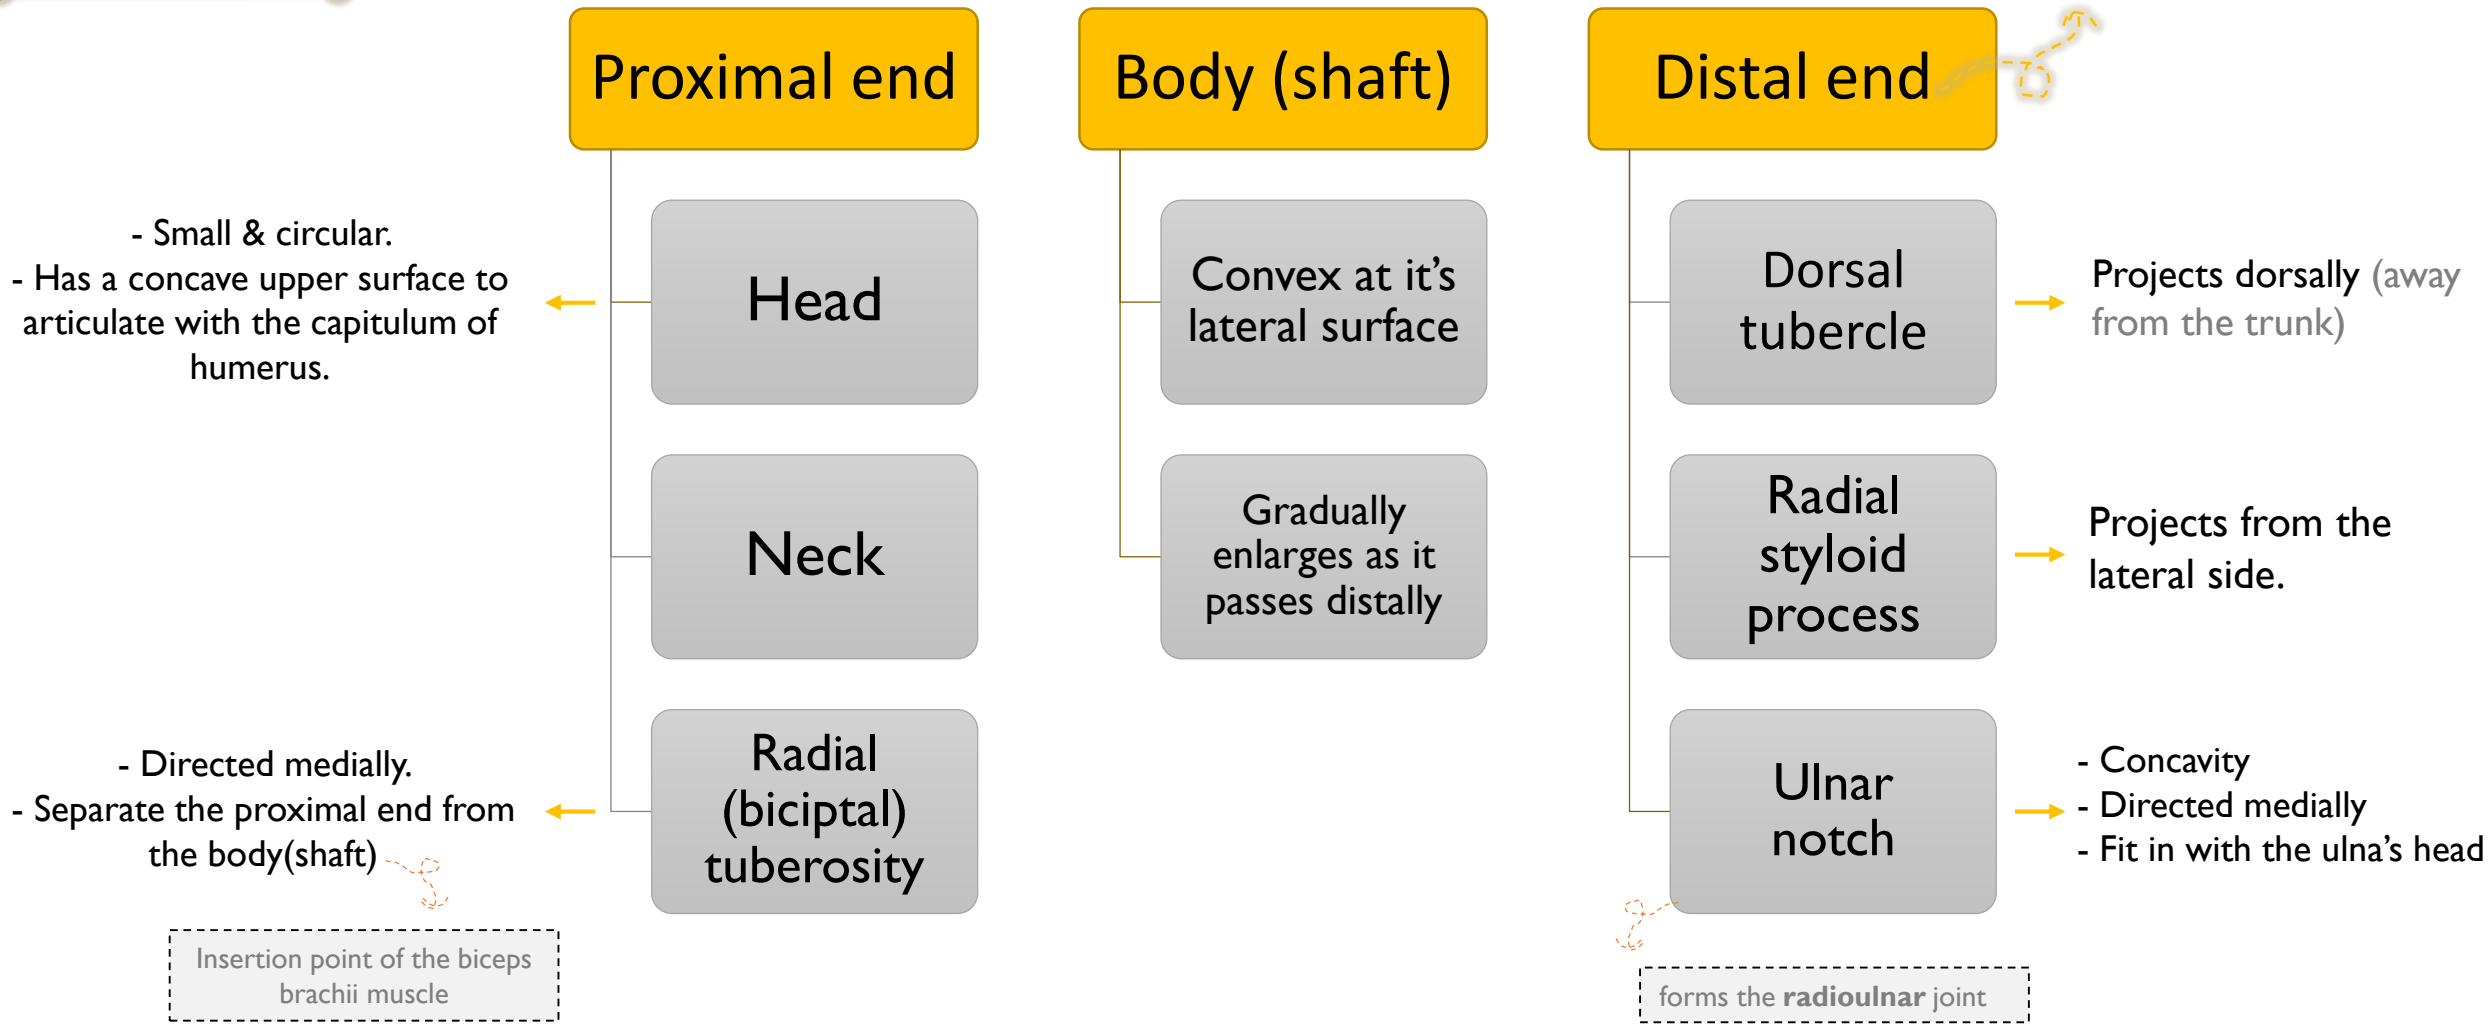 Proximal end
- Small & circular.
- Has a concave upper surface to
articulate with the capitulum of
humerus.
Head
Neck
- Directed medially.
- Separate the proximal end from
the body(shaft)
Radial
(biciptal)
tuberosity
Insertion point of the biceps
brachii muscle
Body (shaft)
Convex at it's
lateral surface
Gradually
enlarges as it
passes distally
Distal end
Dorsal
tubercle
Projects dorsally (away
from the trunk)
Radial
styloid
process
Projects from the
lateral side.
Ulnar
notch
- Concavity
- Directed medially
- Fit in with the ulna's head
forms the radioulnar joint